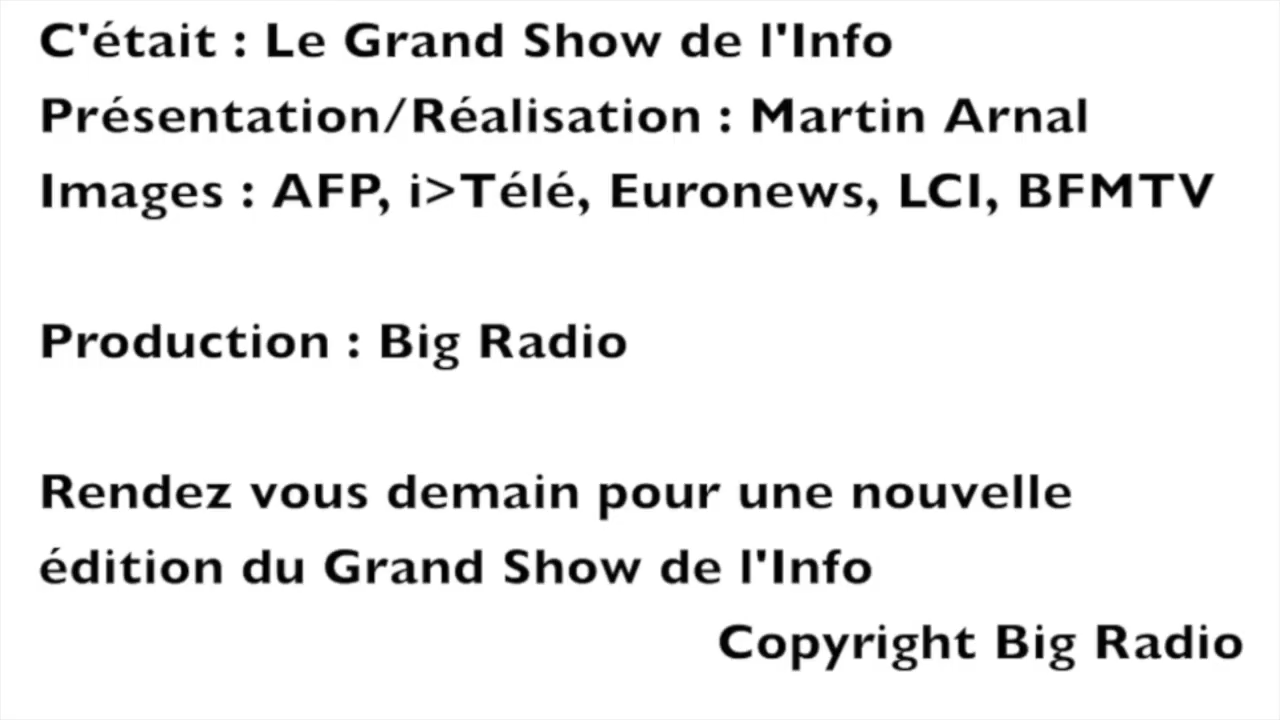 C'était : Le Grand Show de l'Info
Présentation/Réalisation : Martin Arnal
Images : AFP, i>Télé, Euronews, LCI, BFMTV
Production : Big Radio
Rendez vous demain pour une nouvelle
édition du Grand Show de l'Info
Copyright Big Radio